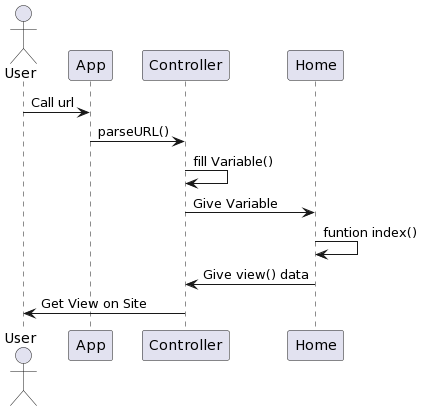 User
App
Controller
Home
Call url
parseURL()
fill Variable()
Give Variable
funtion index()
Give view() data
Get View on Site
User
App
Controller
Home